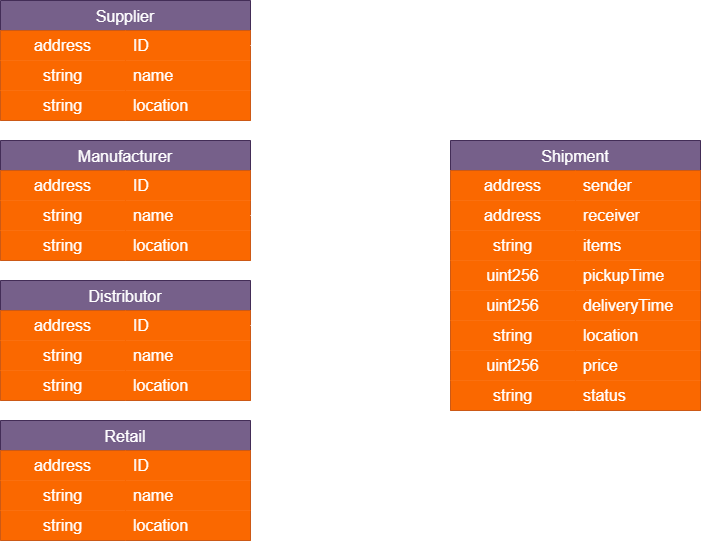 Supplier
address ID
string name
string location
Manufacturer
address ID
string name
string location
Distributor
address ID
string name
string location
Retail
address ID
string name
string location
Shipment
address sender
address receiver
string items
uint256 pickupTime
uint256 deliveryTime
string location
uint256 price
string status